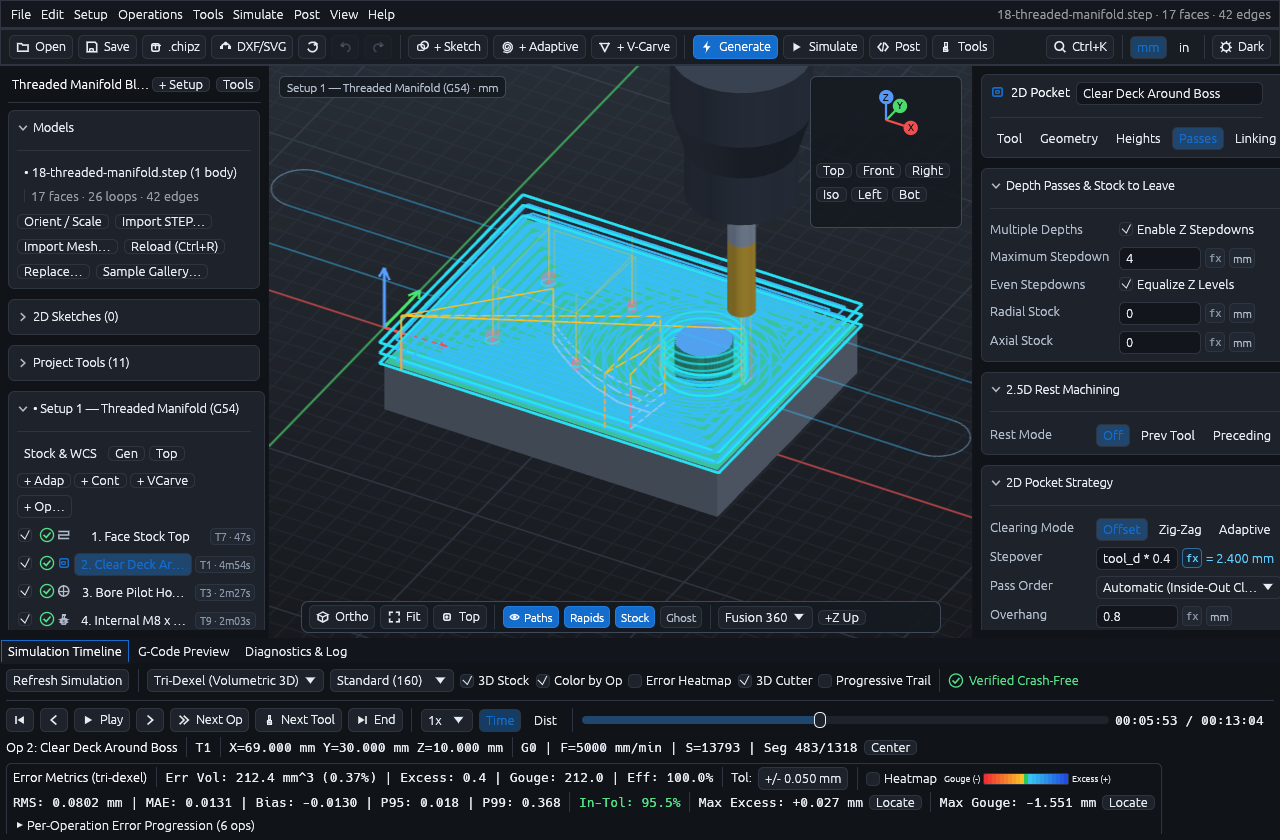 File Edit Setup Operations Tools Simulate Post View Help
18-threaded-manifold.step · 17 faces · 42 edges
Open Save .chipz DXF/SVG + Sketch + Adaptive + V-Carve Generate Simulate Post Tools Ctrl+K mm in Dark
Threaded Manifold Bl... + Setup Tools
Models
• 18-threaded-manifold.step (1 body)
17 faces · 26 loops · 42 edges
Orient / Scale Import STEP...
Import Mesh... Reload (Ctrl+R)
Replace... Sample Gallery...
2D Sketches (0)
Project Tools (11)
• Setup 1 — Threaded Manifold (G54)
Stock & WCS Gen Top
+ Adap + Cont + VCarve
+ Op...
1. Face Stock Top T7 · 47s
2. Clear Deck Ar... T1 · 4m54s
3. Bore Pilot Ho... T3 · 2m27s
4. Internal M8 x ... T9 · 2m03s
Setup 1 — Threaded Manifold (G54) · mm
Z Y X
Top Front Right
Iso Left Bot
Ortho Fit Top Paths Rapids Stock Ghost Fusion 360 +Z Up
2D Pocket Clear Deck Around Boss
Tool Geometry Heights Passes Linking
Depth Passes & Stock to Leave
Multiple Depths Enable Z Stepdowns
Maximum Stepdown 4 fx mm
Even Stepdowns Equalize Z Levels
Radial Stock 0 fx mm
Axial Stock 0 fx mm
2.5D Rest Machining
Rest Mode Off Prev Tool Preceding
2D Pocket Strategy
Clearing Mode Offset Zig-Zag Adaptive
Stepover tool_d * 0.4 fx = 2.400 mm
Pass Order Automatic (Inside-Out Cl...
Overhang 0.8 fx mm
Simulation Timeline G-Code Preview Diagnostics & Log
Refresh Simulation Tri-Dexel (Volumetric 3D) Standard (160) 3D Stock Color by Op Error Heatmap 3D Cutter Progressive Trail Verified Crash-Free
Play Next Op Next Tool End 1x Time Dist 00:05:53 / 00:13:04
Op 2: Clear Deck Around Boss T1 X=69.000 mm Y=30.000 mm Z=10.000 mm G0 | F=5000 mm/min | S=13793 | Seg 483/1318 Center
Error Metrics (tri-dexel) Err Vol: 212.4 mm^3 (0.37%) | Excess: 0.4 | Gouge: 212.0 | Eff: 100.0% Tol: +/- 0.050 mm Heatmap Gouge (-) Excess (+)
RMS: 0.0802 mm | MAE: 0.0131 | Bias: -0.0130 | P95: 0.018 | P99: 0.368 In-Tol: 95.5% Max Excess: +0.027 mm Locate Max Gouge: -1.551 mm Locate
Per-Operation Error Progression (6 ops)